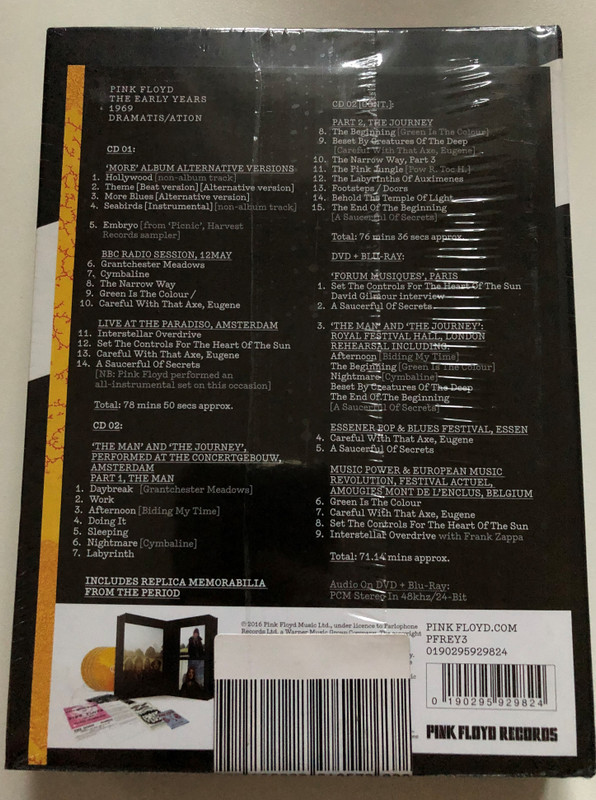 PINK FLOYD
THE EARLY YEARS
1969
DRAMATIS/ATION
CD 01:
'MORE' ALBUM ALTERNATIVE VERSIONS
1. Hollywood [non-album track]
2. Theme [Beat version][Alternative version]
3. More Blues [Alternative version]
4. Seabirds [Instrumental] [non-album track]
5. Embryo [from 'Picnic', Harvest
Records sampler]
BBC RADIO SESSION, 12MAY
6. Grantchester Meadows
7. Cymbaline
8. The Narrow Way
9. Green Is The Colour /
10. Careful With That Axe, Eugene
LIVE AT THE PARADISO, AMSTERDAM
11. Interstellar Overdrive
12. Set The Controls For The Heart Of The Sun
13. Careful With That Axe, Eugene
14. A Saucerful Of Secrets
[NB: Pink Floyd performed an
all-instrumental set on this occasion]
Total: 78 mins 50 secs approx.
CD 02:
'THE MAN' AND 'THE JOURNEY',
PERFORMED AT THE CONCERTGEBOUW,
AMSTERDAM
PART 1, THE MAN
1. Daybreak [Grantchester Meadows]
2. Work
3. Afternoon [Biding My Time]
4. Doing It
5. Sleeping
6. Nightmare [Cymbaline]
7. Labyrinth
INCLUDES REPLICA MEMORABILIA
FROM THE PERIOD
CD 02 [CONT.]:
PART 2, THE JOURNEY
8. The Beginning [Green Is The Colour]
9. Beset By Creatures Of The Deep
[Careful With That Axe, Eugene]
10. The Narrow Way, Part 3
11. The Pink Jungle [Pow R. Toc H.]
12. The Labyrinths Of Auximenes
13. Footsteps / Doors
14. Behold The Temple Of Light
15. The End Of The Beginning
[A Saucerful Of Secrets]
Total: 76 mins 36 secs approx.
DVD + BLU-RAY:
'FORUM MUSIQUES', PARIS
1. Set The Controls For The Heart Of The Sun
David Gilmour interview
2. A Saucerful Of Secrets
3. 'THE MAN' AND 'THE JOURNEY':
ROYAL FESTIVAL HALL, LONDON
REHEARSAL INCLUDING:
Afternoon [Biding My Time]
The Beginning [Green Is The Colour]
Nightmare [Cymbaline]
Beset By Creatures Of The Deep
The End Of The Beginning
[A Saucerful Of Secrets]
ESSENER POP & BLUES FESTIVAL, ESSEN
4. Careful With That Axe, Eugene
5. A Saucerful Of Secrets
MUSIC POWER & EUROPEAN MUSIC
REVOLUTION, FESTIVAL ACTUEL,
AMOUGIES MONT DE L'ENCLUS, BELGIUM
6. Green Is The Colour
7. Careful With That Axe, Eugene
8. Set The Controls For The Heart Of The Sun
9. Interstellar Overdrive with Frank Zappa
Total: 71.14 mins approx.
Audio On DVD + Blu-Ray:
PCM Stereo In 48khz/24-Bit
© 2016 Pink Floyd Music Ltd., under licence to Parlophone
Records Ltd, a Warner Music Group Company.
PINK FLOYD.COM
PFREY3
0190295929824
0 190295 929824
PINK FLOYD RECORDS